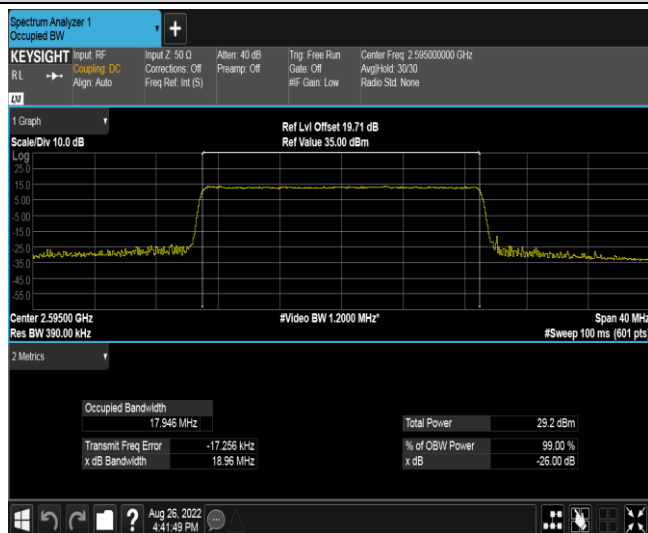 Spectrum Analyzer 1
Occupied BW
+
KEYSIGHT
RL
LXI
Input: RF
Coupling: DC
Align: Auto
Input Z: 50 Ω
Corrections: Off
Freq Ref: Int (S)
Atten: 40 dB
Preamp: Off
Trig: Free Run
Gate: Off
#IF Gain: Low
Center Freq: 2.595000000 GHz
Avg|Hold: 30/30
Radio Std: None
1 Graph
Scale/Div 10.0 dB
Ref Lvl Offset 19.71 dB
Ref Value 35.00 dBm
Log
25.0
15.0
5.00
-5.00
-15.0
-25.0
-35.0
-45.0
-55.0
Center 2.59500 GHz
Res BW 390.00 kHz
#Video BW 1.2000 MHz*
Span 40 MHz
#Sweep 100 ms (601 pts)
2 Metrics
Occupied Bandwidth
17.946 MHz
Transmit Freq Error -17.256 kHz
x dB Bandwidth 18.96 MHz
Total Power 29.2 dBm
% of OBW Power 99.00 %
x dB -26.00 dB
?
Aug 26, 2022
4:41:49 PM